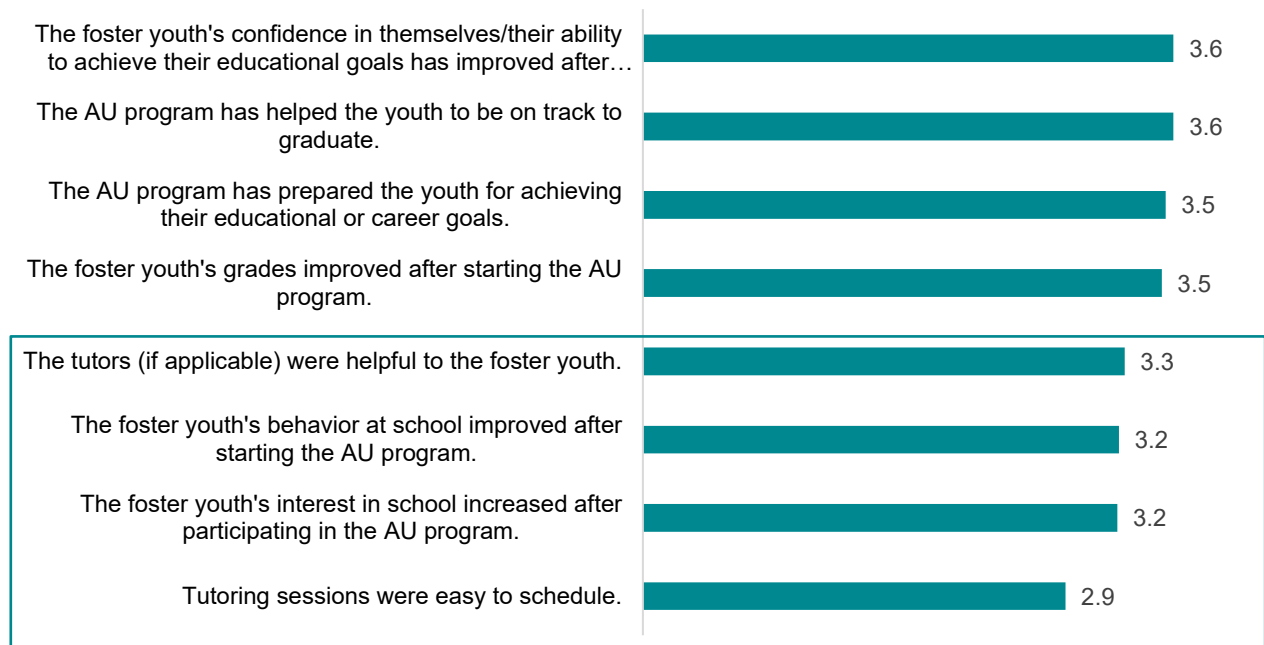 The foster youth's confidence in themselves/their ability
to achieve their educational goals has improved after…
3.6
The AU program has helped the youth to be on track to
graduate.
3.6
The AU program has prepared the youth for achieving
their educational or career goals.
3.5
The foster youth's grades improved after starting the AU
program.
3.5
The tutors (if applicable) were helpful to the foster youth.
3.3
The foster youth's behavior at school improved after
starting the AU program.
3.2
The foster youth's interest in school increased after
participating in the AU program.
3.2
Tutoring sessions were easy to schedule.
2.9